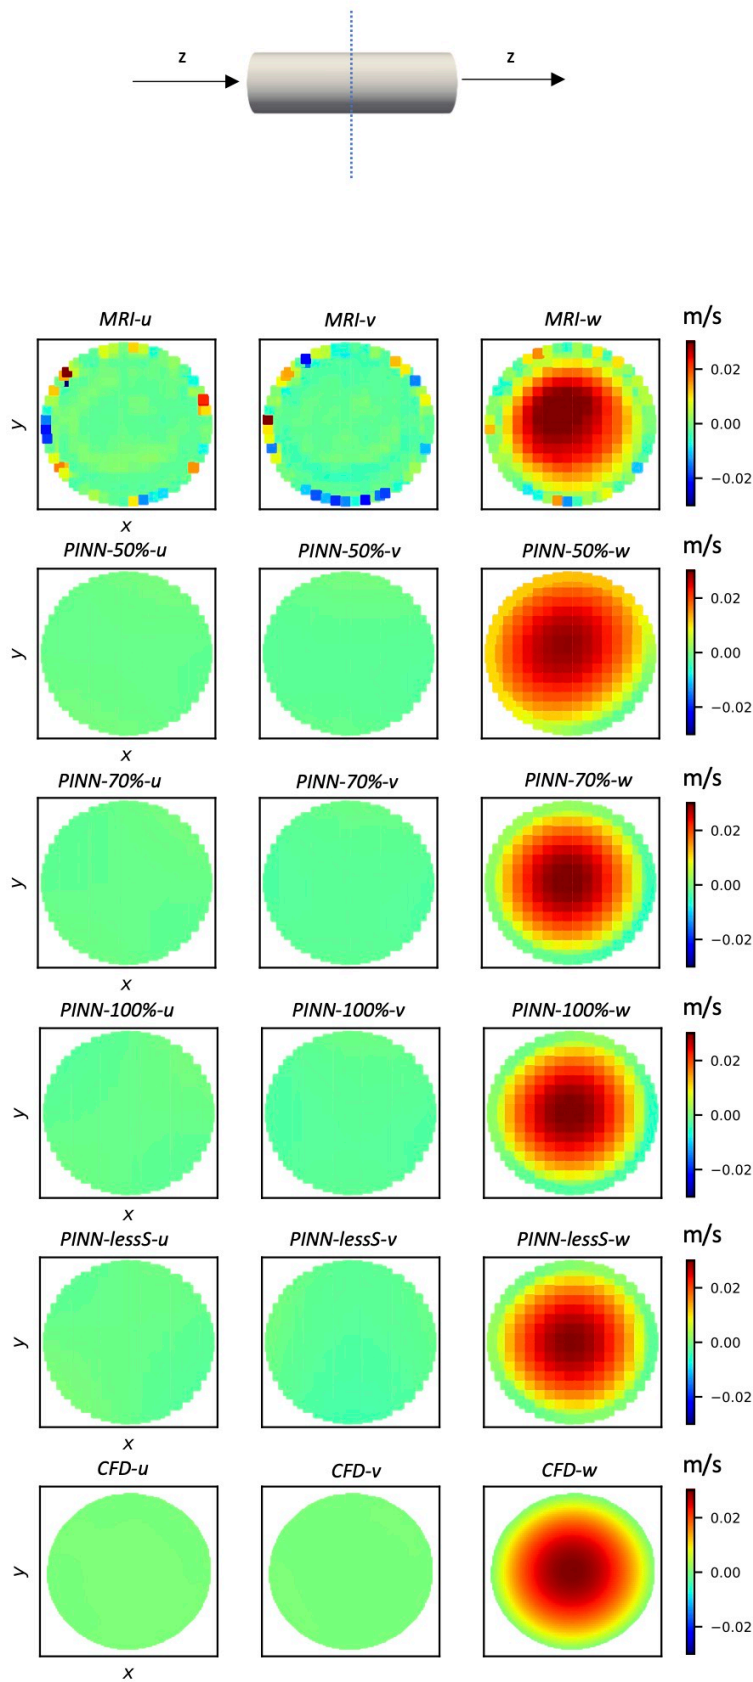 z z
MRI-u MRI-v MRI-w m/s
y
0.02
0.00
−0.02
x
PINN-50%-u PINN-50%-v PINN-50%-w m/s
y
0.02
0.00
−0.02
x
PINN-70%-u PINN-70%-v PINN-70%-w m/s
y
0.02
0.00
−0.02
x
PINN-100%-u PINN-100%-v PINN-100%-w m/s
y
0.02
0.00
−0.02
x
PINN-lessS-u PINN-lessS-v PINN-lessS-w m/s
y
0.02
0.00
−0.02
x
CFD-u CFD-v CFD-w m/s
y
0.02
0.00
−0.02
x